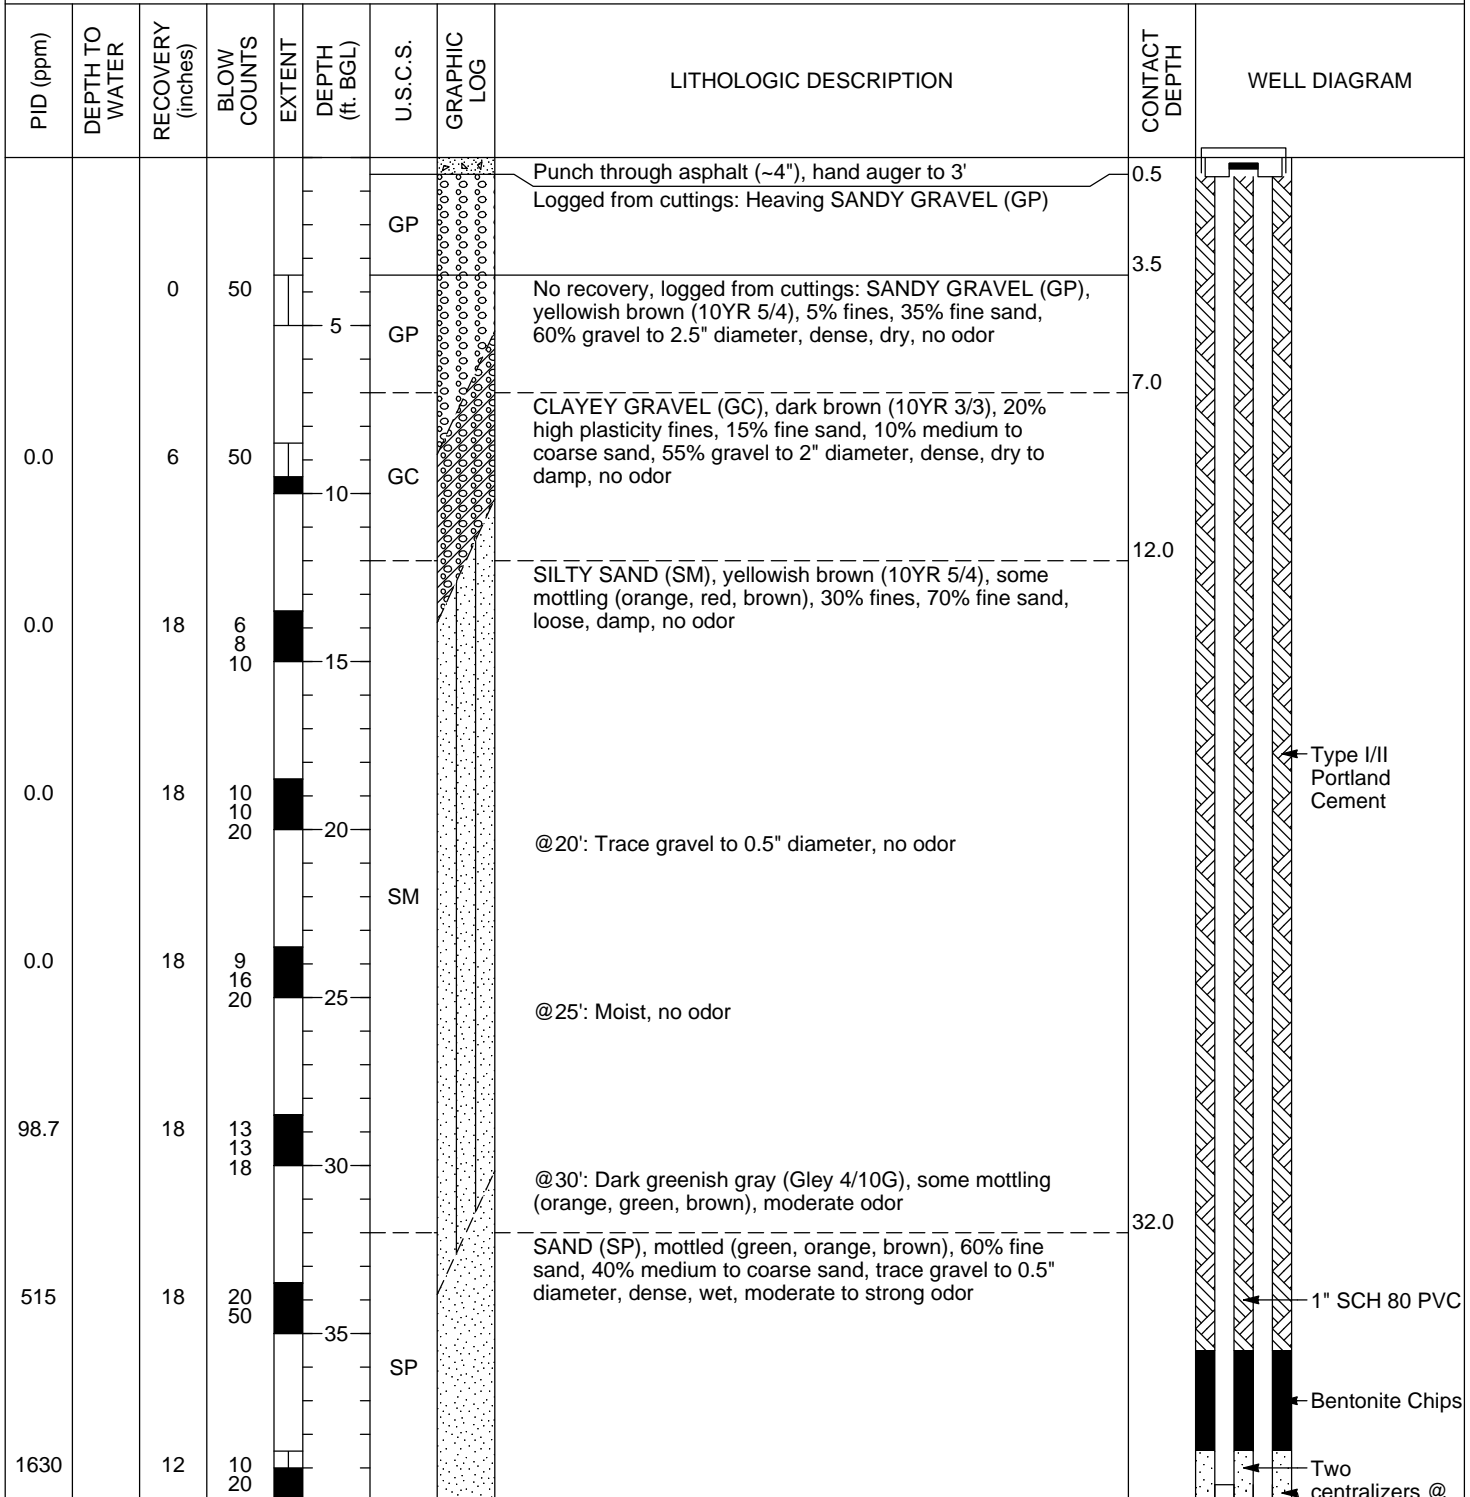 PID (ppm)
DEPTH TO
WATER
RECOVERY
(inches)
BLOW
COUNTS
EXTENT
DEPTH
(ft. BGL)
U.S.C.S.
GRAPHIC
LOG
LITHOLOGIC DESCRIPTION
CONTACT
DEPTH
WELL DIAGRAM
Punch through asphalt (~4"), hand auger to 3'
0.5
Logged from cuttings: Heaving SANDY GRAVEL (GP)
GP
3.5
0
50
No recovery, logged from cuttings: SANDY GRAVEL (GP),
yellowish brown (10YR 5/4), 5% fines, 35% fine sand,
60% gravel to 2.5" diameter, dense, dry, no odor
5
GP
7.0
CLAYEY GRAVEL (GC), dark brown (10YR 3/3), 20%
high plasticity fines, 15% fine sand, 10% medium to
coarse sand, 55% gravel to 2" diameter, dense, dry to
damp, no odor
0.0
6
50
GC
10
12.0
SILTY SAND (SM), yellowish brown (10YR 5/4), some
mottling (orange, red, brown), 30% fines, 70% fine sand,
loose, damp, no odor
0.0
18
6
8
10
15
Type I/II
Portland
Cement
0.0
18
10
10
20
20
@20': Trace gravel to 0.5" diameter, no odor
SM
0.0
18
9
16
20
25
@25': Moist, no odor
98.7
18
13
13
18
30
@30': Dark greenish gray (Gley 4/10G), some mottling
(orange, green, brown), moderate odor
32.0
SAND (SP), mottled (green, orange, brown), 60% fine
sand, 40% medium to coarse sand, trace gravel to 0.5"
diameter, dense, wet, moderate to strong odor
515
18
20
50
1" SCH 80 PVC
35
SP
Bentonite Chips
1630
12
10
20
Two
centralizers @